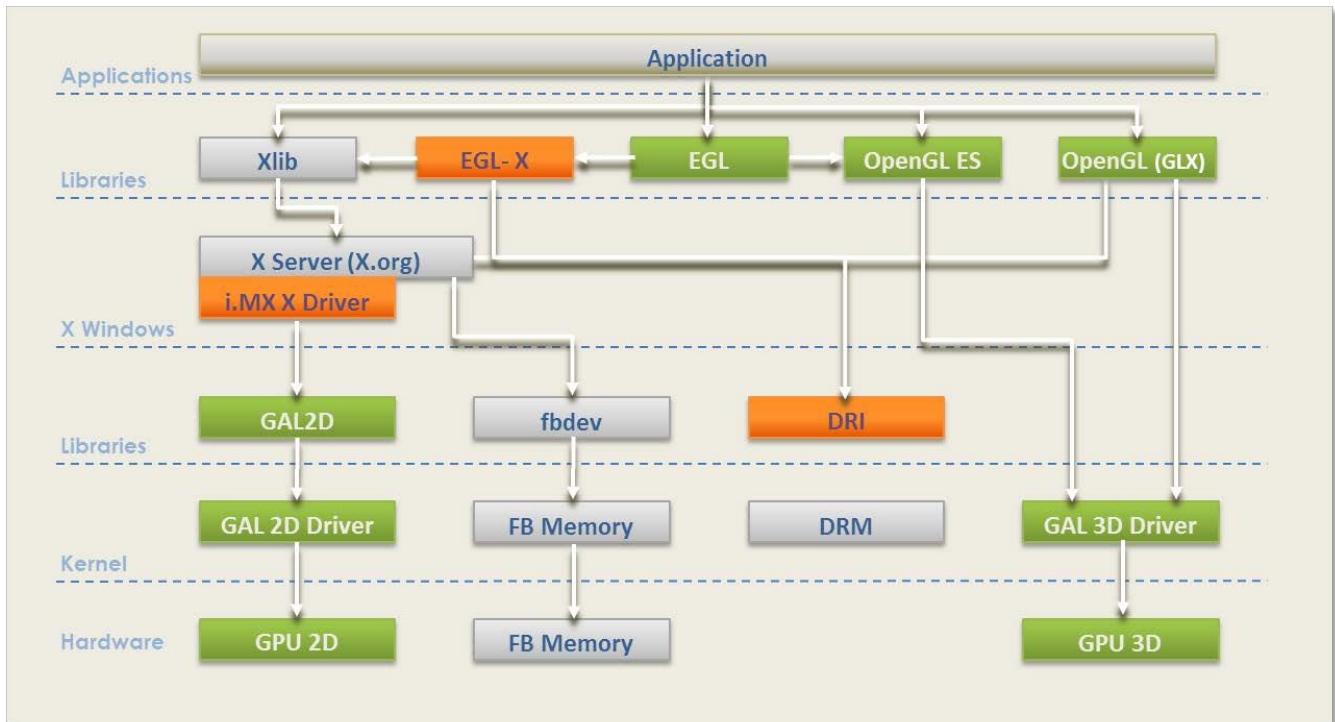 Application
Applications
Xlib
EGL- X
EGL
OpenGL ES
OpenGL (GLX)
Libraries
X Server (X.org)
i.MX X Driver
X Windows
GAL2D
fbdev
DRI
Libraries
GAL 2D Driver
FB Memory
DRM
GAL 3D Driver
Kernel
Hardware
GPU 2D
FB Memory
GPU 3D